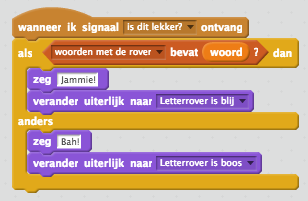 wanneer ik signaal is dit lekker? ontvang
als woorden met de rover bevat woord ? dan
zeg Jammie!
verander uiterlijk naar Letterrover is blij
anders
zeg Bah!
verander uiterlijk naar Letterrover is boos